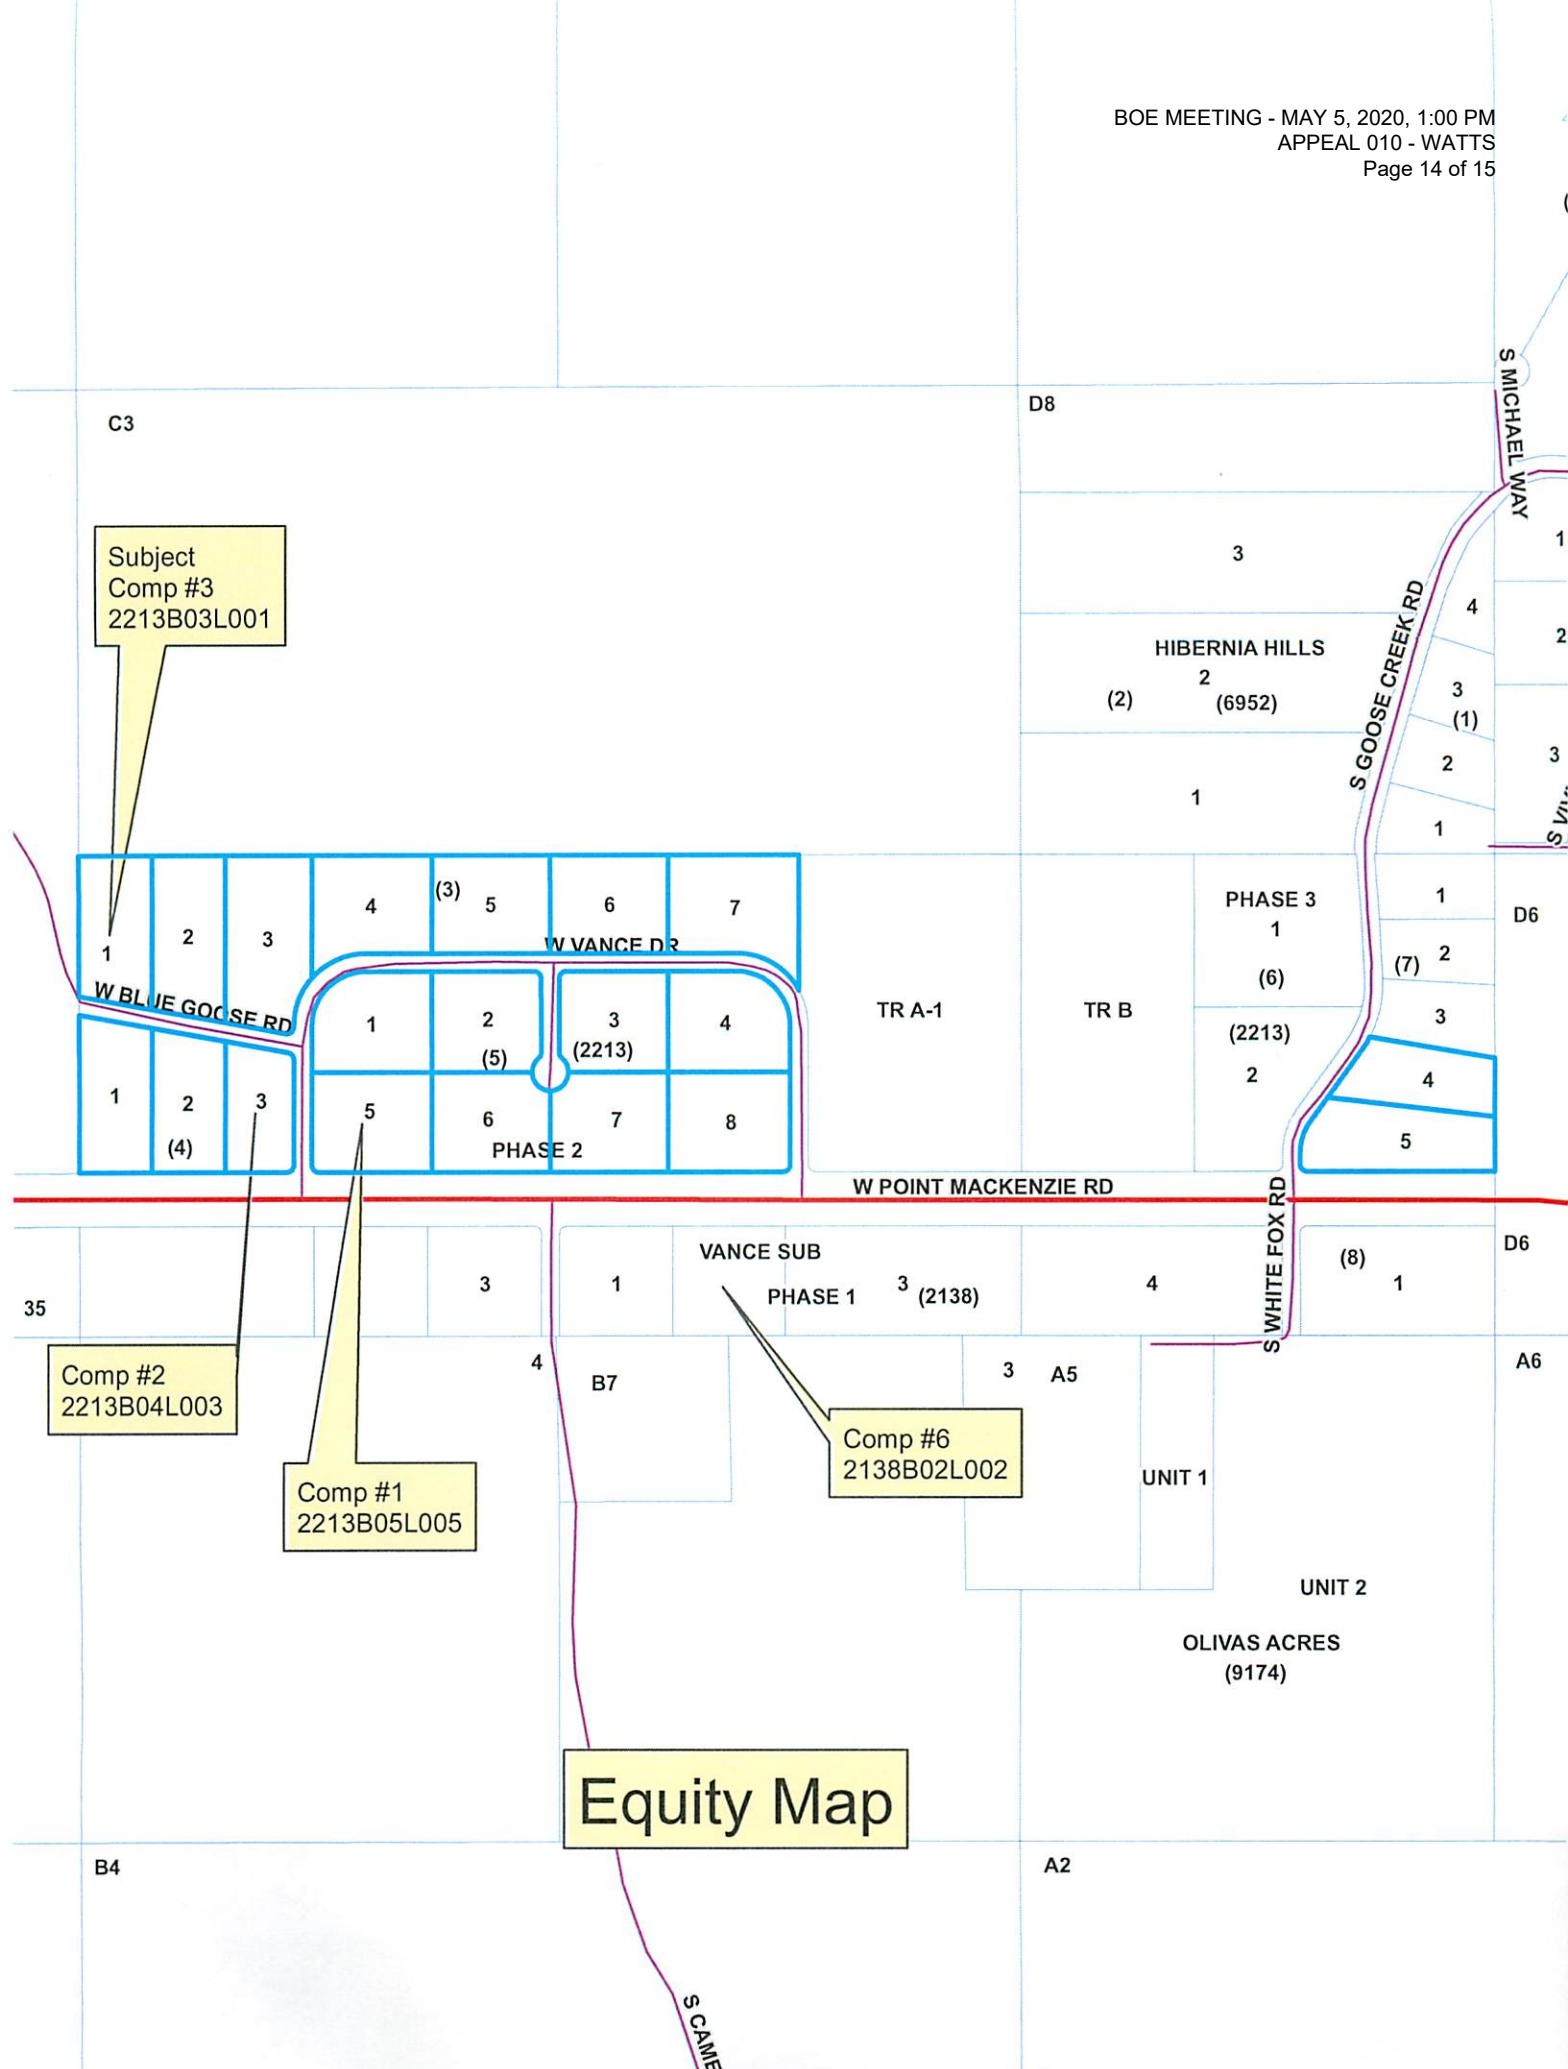 BOE MEETING - MAY 5, 2020, 1:00 PM
APPEAL 010 - WATTS
Page 14 of 15
S MICHAEL WAY
C3
D8
Subject
Comp #3
2213B03L001
3
1
4
2
HIBERNIA HILLS
2
(2)
(6952)
S GOOSE CREEK RD
3
(1)
2
3
1
1
1
2
3
4
(3)
5
6
7
W VANCE DR
W BLUE GOOSE RD
PHASE 3
1
(6)
1
D6
(7)
2
3
TR A-1
TR B
(2213)
2
1
2
(5)
3
(2213)
4
4
5
1
2
3
(4)
5
6
7
8
PHASE 2
W POINT MACKENZIE RD
S WHITE FOX RD
VANCE SUB
PHASE 1
3
1
3
(2138)
4
(8)
1
D6
35
4
B7
3
A5
A6
Comp #2
2213B04L003
Comp #6
2138B02L002
Comp #1
2213B05L005
UNIT 1
UNIT 2
OLIVAS ACRES
(9174)
Equity Map
B4
A2